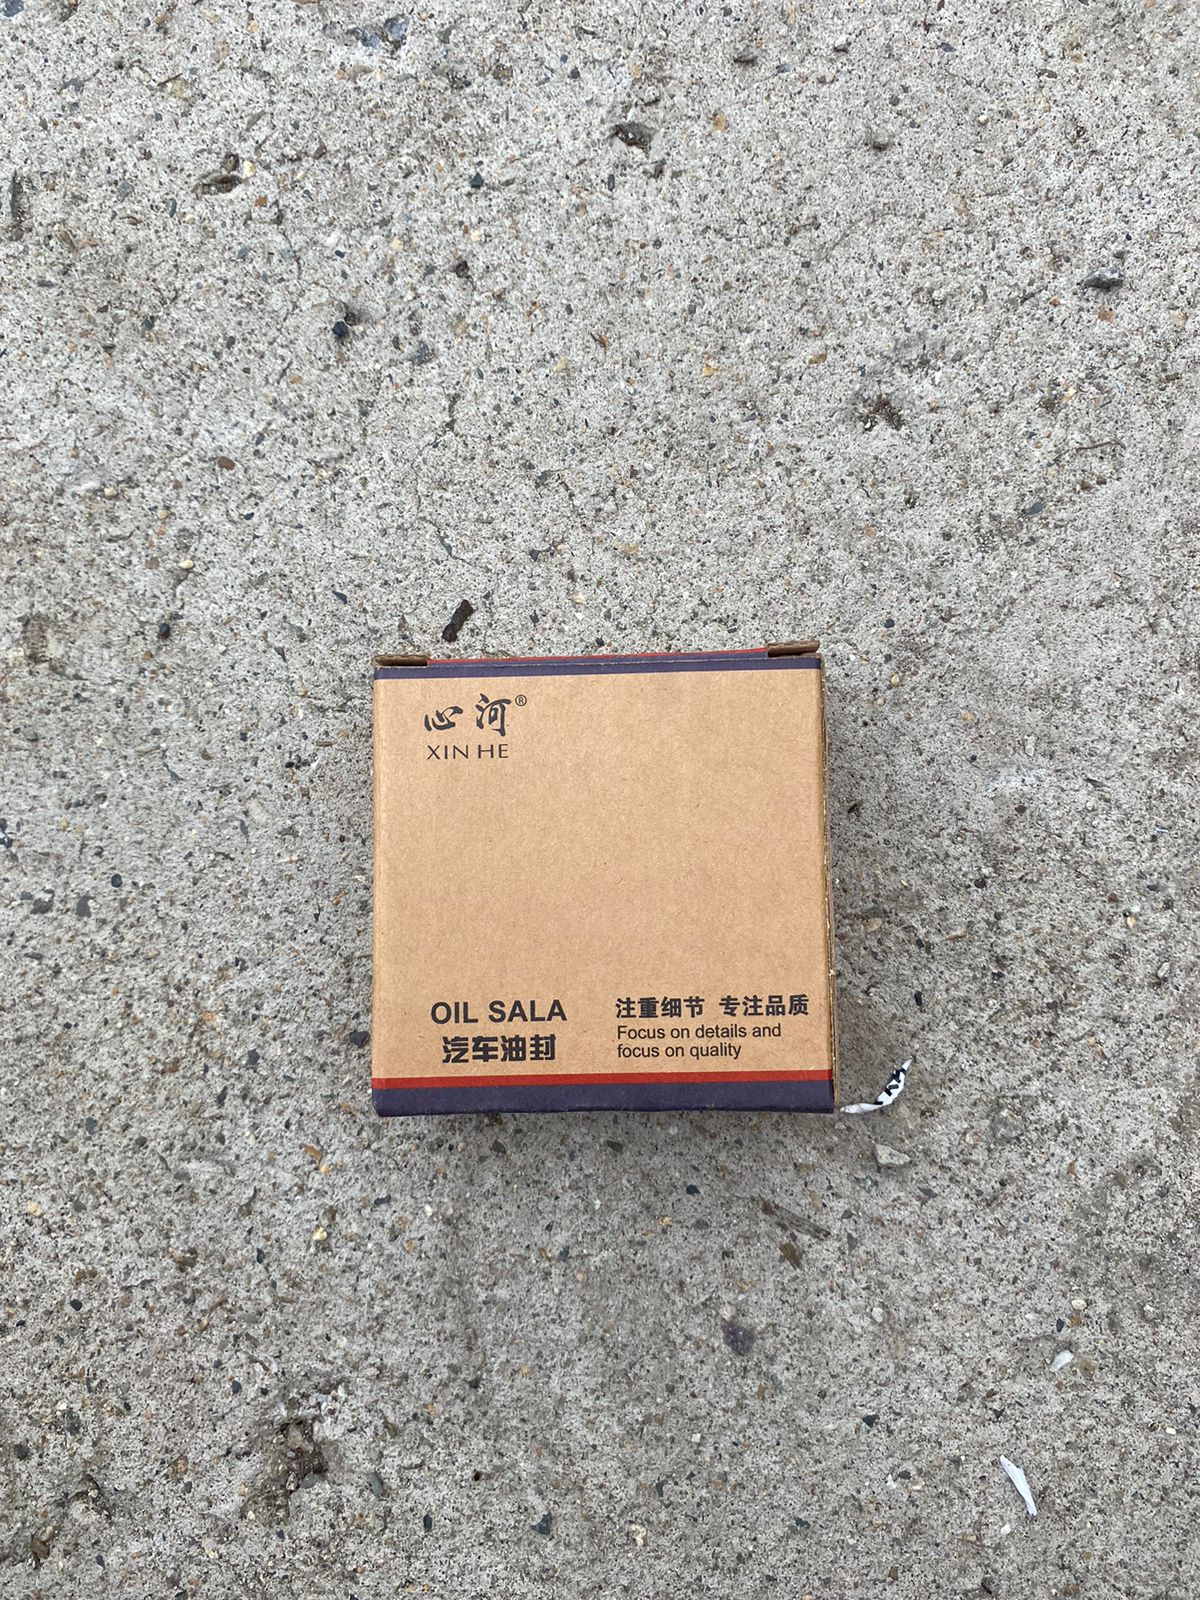 心河®
XIN HE
OIL SALA
汽车油封
注重细节 专注品质
Focus on details and
focus on quality